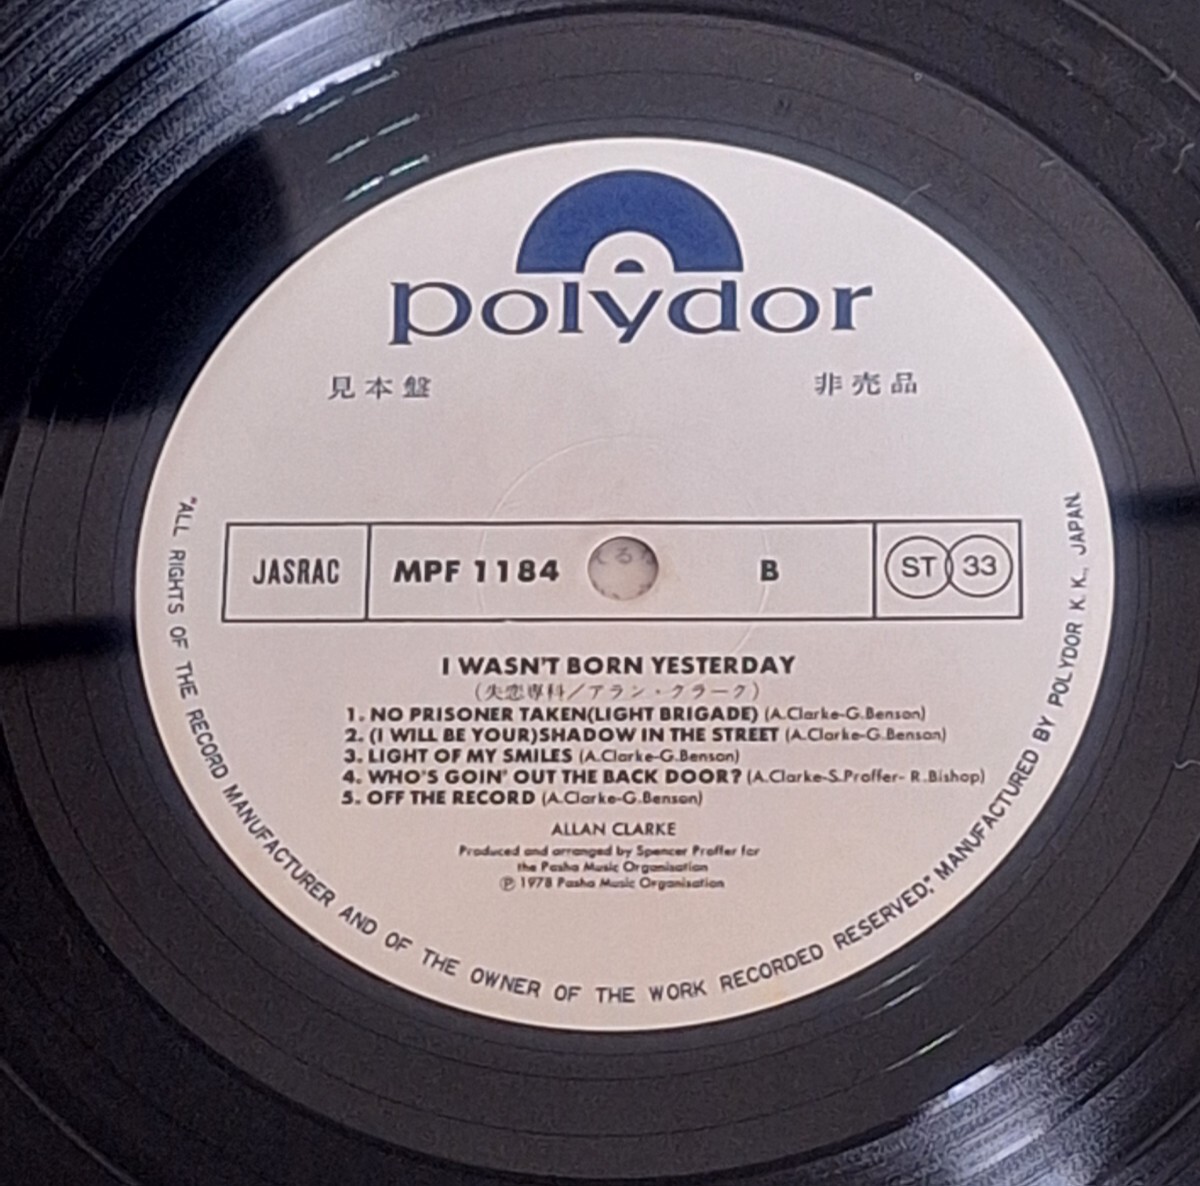 polydor
見本盤 非売品
JASRAC MPF 1184 B ST 33
I WASN'T BORN YESTERDAY
(失恋専科/アラン・クラーク)
1. NO PRISONER TAKEN(LIGHT BRIGADE) (A.Clarke-G.Benson)
2. (I WILL BE YOUR)SHADOW IN THE STREET (A.Clarke-G.Benson)
3. LIGHT OF MY SMILES (A.Clarke-G.Benson)
4. WHO'S GOIN' OUT THE BACK DOOR? (A.Clarke-S.Proffer- R.Bishop)
5. OFF THE RECORD (A.Clarke-G.Benson)
ALLAN CLARKE
Produced and arranged by Spencer Proffer for
the Pasha Music Organisation
Ⓟ 1978 Pasha Music Organisation
"ALL RIGHTS OF THE RECORD MANUFACTURER AND OF THE OWNER OF THE WORK RECORDED RESERVED," MANUFACTURED BY POLYDOR K. K., JAPAN.